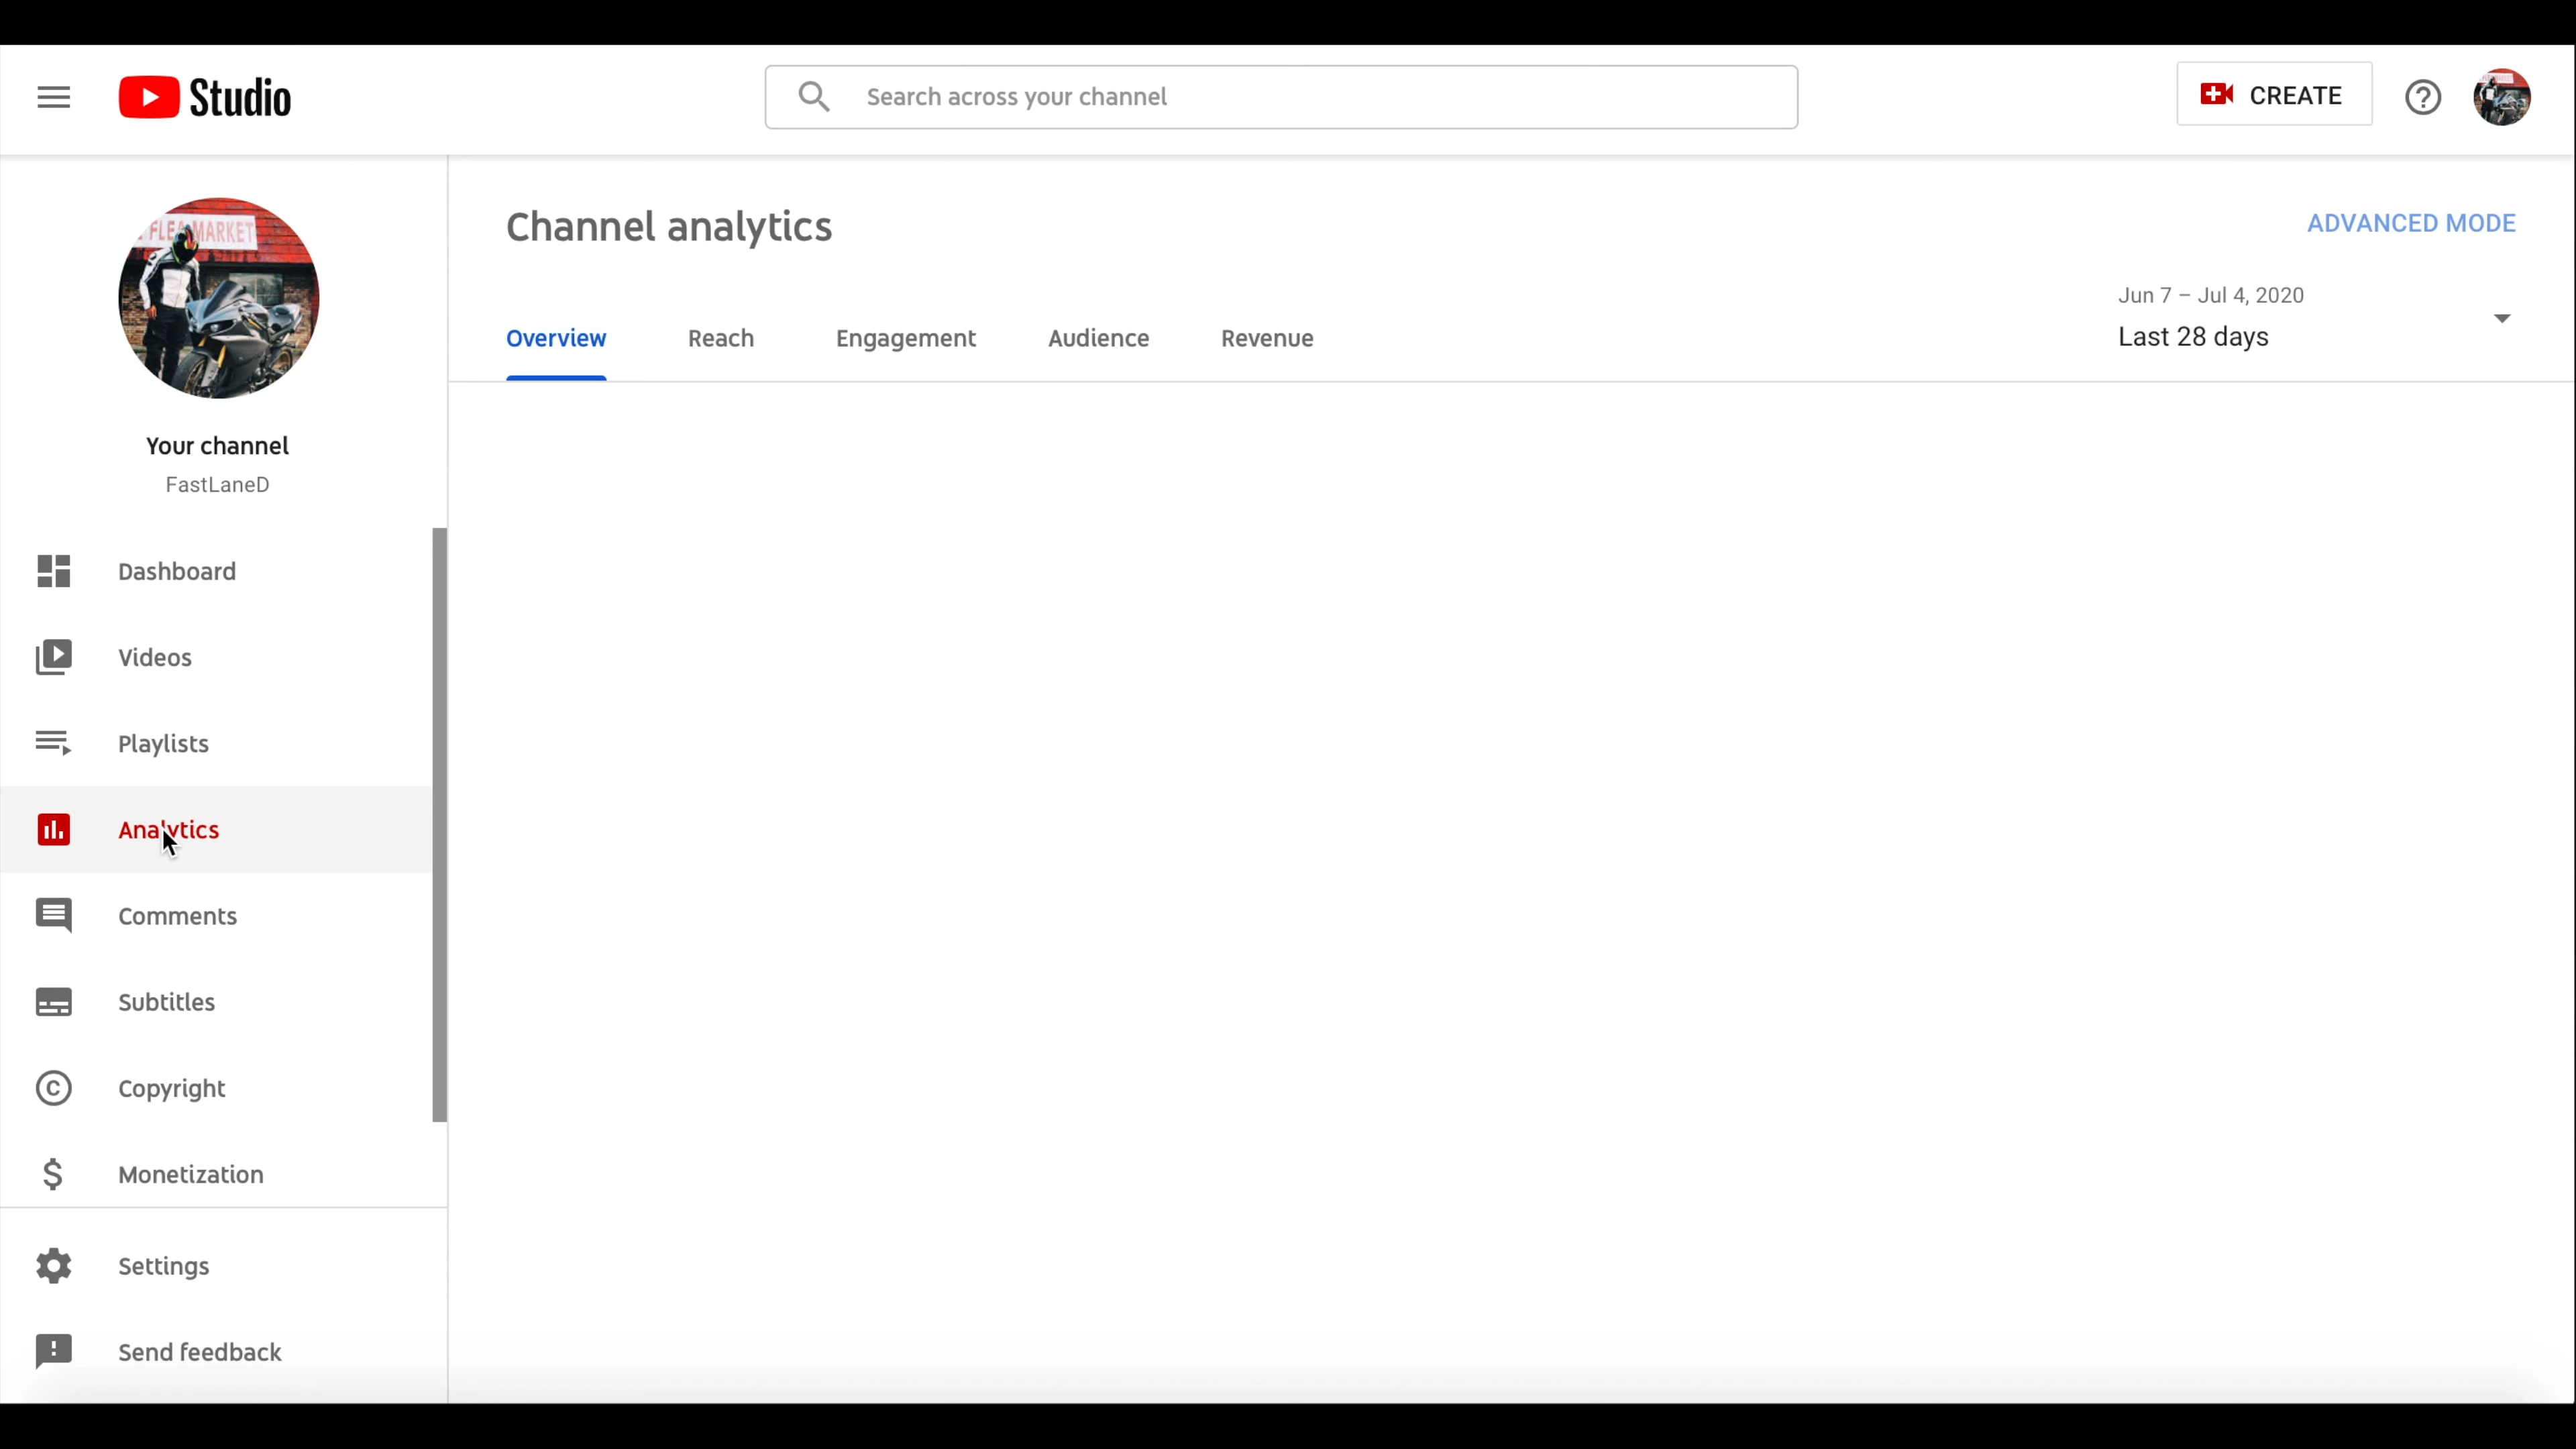 Studio
Search across your channel
CREATE
FLEA MARKET
Your channel
FastLaneD
Dashboard
Videos
Playlists
Analytics
Comments
Subtitles
Copyright
Monetization
Settings
Send feedback
Channel analytics
ADVANCED MODE
Overview
Reach
Engagement
Audience
Revenue
Jun 7 – Jul 4, 2020
Last 28 days